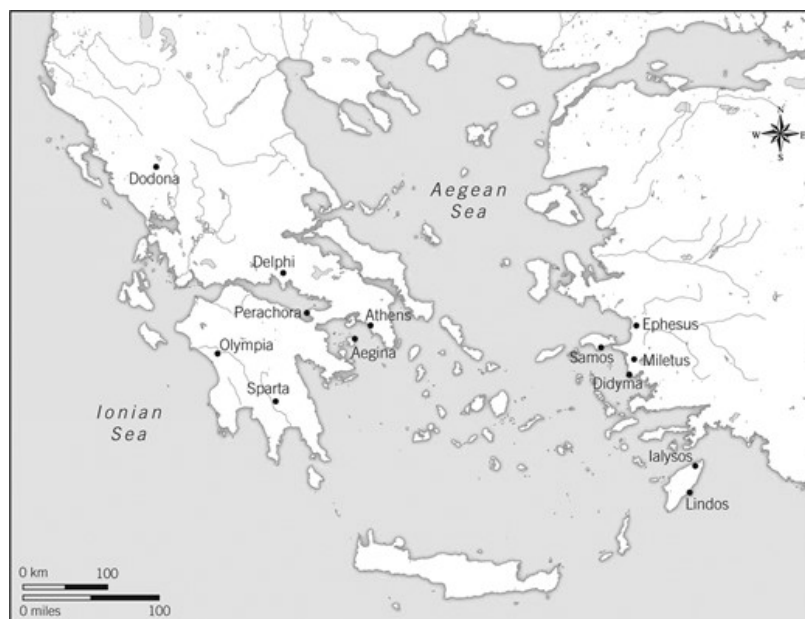 N
W E
S
Dodona
Aegean
Sea
Delphi
Perachora
Athens
Ephesus
Olympia
Aegina
Samos
Miletus
Didyma
Sparta
Ionian
Sea
Ialysos
Lindos
0 km 100
0 miles 100